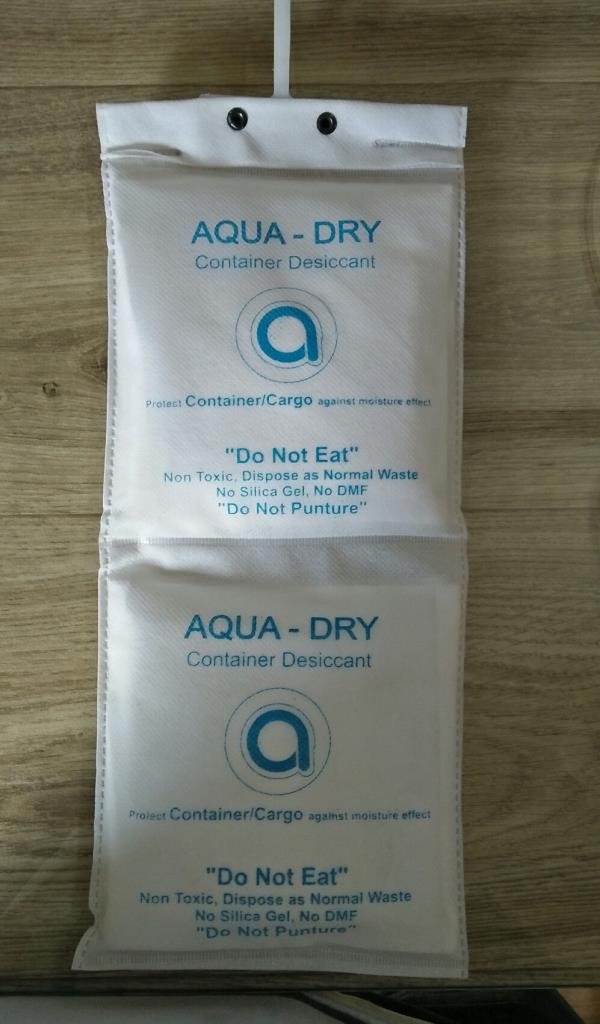 AQUA - DRY
Container Desiccant
a
Protect Container/Cargo against moisture effect
"Do Not Eat"
Non Toxic, Dispose as Normal Waste
No Silica Gel, No DMF
"Do Not Punture"
AQUA - DRY
Container Desiccant
a
Protect Container/Cargo against moisture effect
"Do Not Eat"
Non Toxic, Dispose as Normal Waste
No Silica Gel, No DMF
"Do Not Punture"